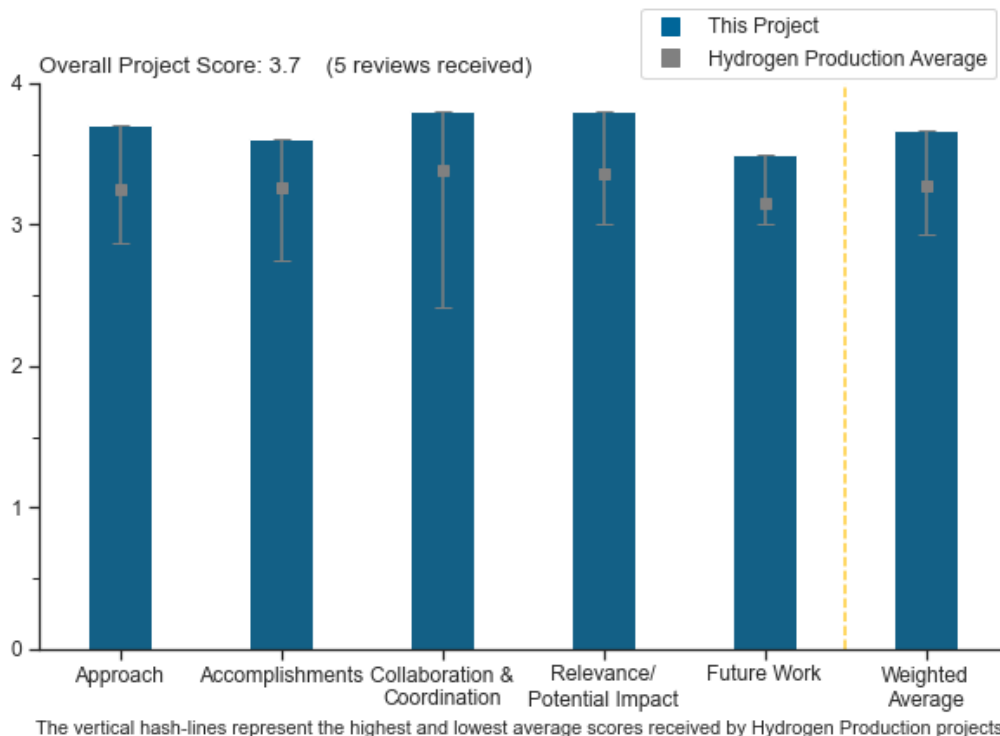 This Project
Hydrogen Production Average
Overall Project Score: 3.7 (5 reviews received)
4
3
2
1
0
Approach
Accomplishments
Collaboration &
Coordination
Relevance/
Potential Impact
Future Work
Weighted
Average
The vertical hash-lines represent the highest and lowest average scores received by Hydrogen Production projects